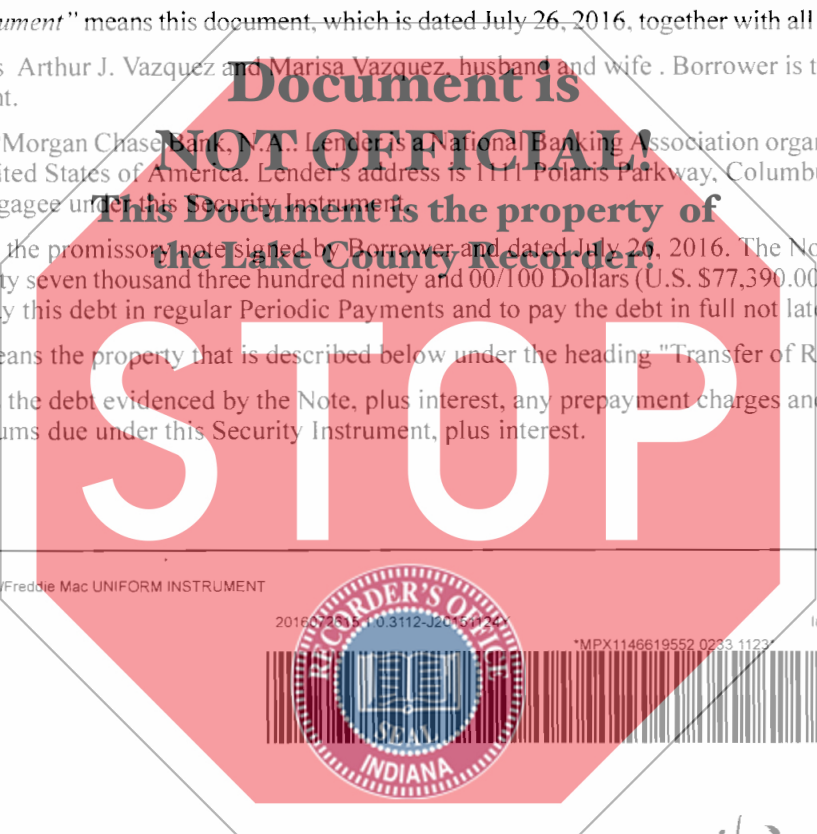 ument" means this document, which is dated July 26, 2016, together with all
s Arthur J. Vazquez and Marisa Vazquez, husband and wife . Borrower is t
Document is
nt.
Morgan Chase Bank, N.A.. Lender is a National Banking Association organ
NOT OFFICIAL!
ited States of America. Lender's address is 1111 Polaris Parkway, Columbu
gagee under this Security Instrument.
This Document is the property of
the promissory note signed by Borrower and dated July 26, 2016. The No
the Lake County Recorder!
ty seven thousand three hundred ninety and 00/100 Dollars (U.S. $77,390.00
y this debt in regular Periodic Payments and to pay the debt in full not late
eans the property that is described below under the heading "Transfer of R
the debt evidenced by the Note, plus interest, any prepayment charges and
ums due under this Security Instrument, plus interest.
STOP
/Freddie Mac UNIFORM INSTRUMENT
RECORDER'S OFFICE
*MPX1146619552 0233 1123*
SEAL
INDIANA